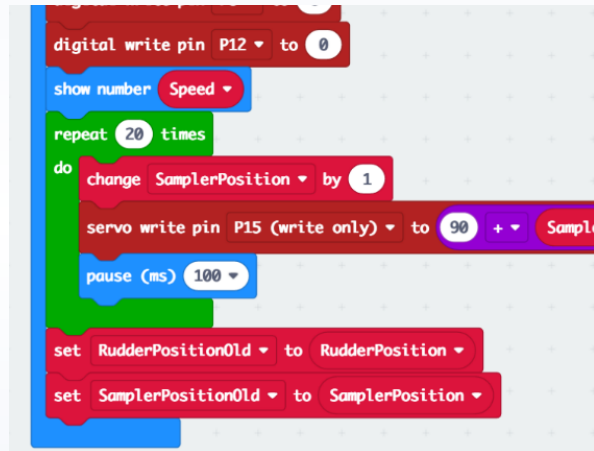 digital write pin P12 to 0
show number Speed
repeat 20 times
do
change SamplerPosition by 1
servo write pin P15 (write only) to 90 +
pause (ms) 100
set RudderPositionOld to RudderPosition
set SamplerPositionOld to SamplerPosition